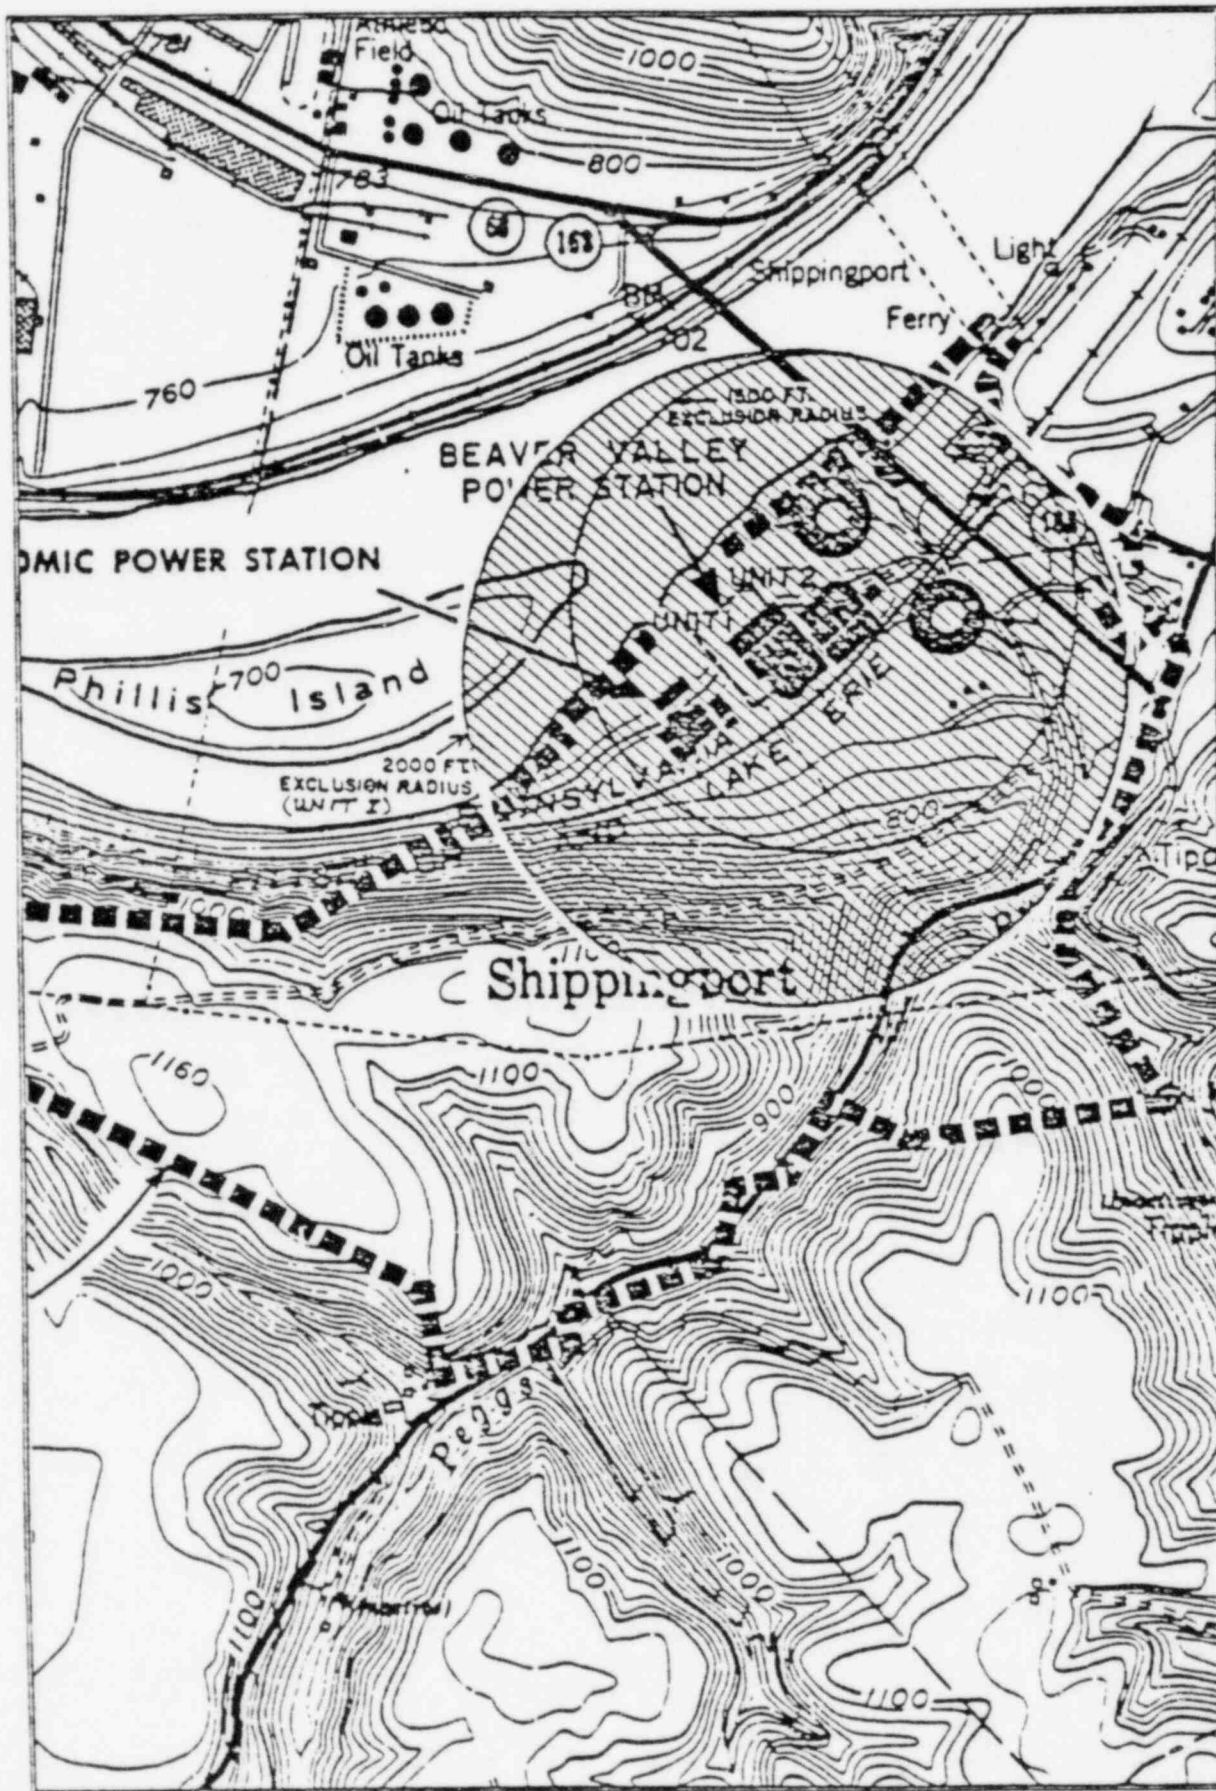 Field
1000
781
Oil Tanks
800
783
68
168
Light
Shippingport
Ferry
Oil Tanks
760
1500 FT.
EXCLUSION RADIUS
BEAVER VALLEY
POWER STATION
OMIC POWER STATION
UNIT 2
UNIT 1
700
Phillis Island
ERIE
LAKE
2000 FT.
EXCLUSION RADIUS
(UNIT I)
800
1000
Shippingport
1160
1100
900
1000
1000
1100
Peggs
1100
1000
1100
1100